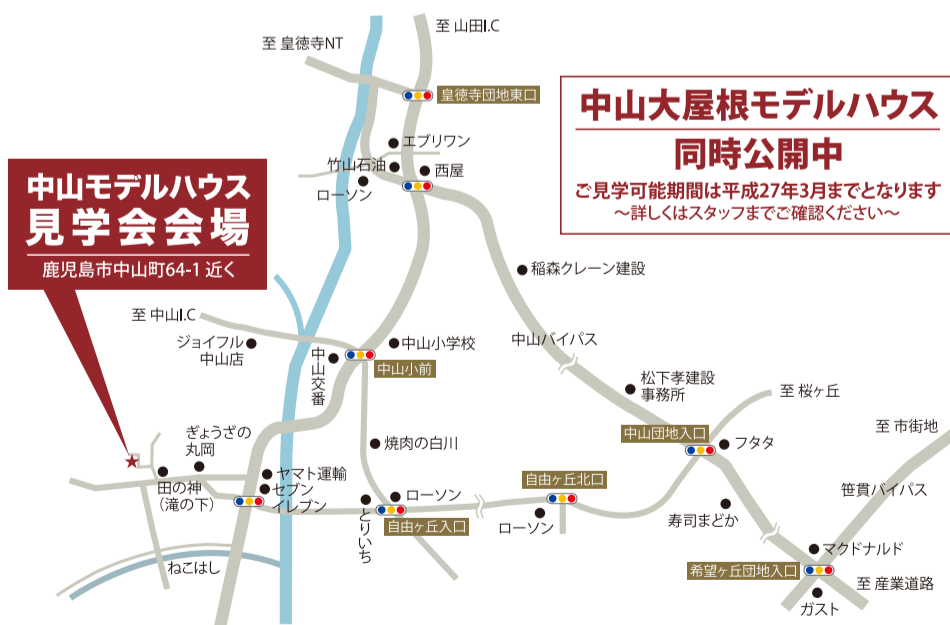 至 山田I.C
至 皇徳寺NT
皇徳寺団地東口
中山大屋根モデルハウス
同時公開中
ご見学可能期間は平成27年3月までとなります
～詳しくはスタッフまでご確認ください～
エブリワン
竹山石油
西屋
ローソン
中山モデルハウス
見学会会場
鹿児島市中山町64-1 近く
稲森クレーン建設
至 中山I.C
ジョイフル
中山店
中山交番
中山小学校
中山小前
中山バイパス
松下孝建設
事務所
至 桜ヶ丘
中山団地入口
フタタ
至 市街地
ぎょうざの
丸岡
焼肉の白川
田の神
(滝の下)
ヤマト運輸
セブン
イレブン
とりいち
ローソン
自由ヶ丘入口
自由ヶ丘北口
ローソン
寿司まどか
笹貫バイパス
マクドナルド
希望ヶ丘団地入口
至 産業道路
ガスト
ねこはし